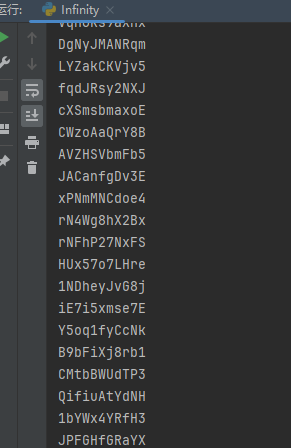 运行:
Infinity
DgNyJMANRqm
LYZakCKVjv5
fqdJRsy2NXJ
cXSmsbmaxoE
CWzoAaQrY8B
AVZHSVbmFb5
JACanfgDv3E
xPNmMNCdoe4
rN4Wg8hX2Bx
rNFhP27NxFS
HUx57o7LHre
1NDheyJvG8j
iE7i5xmse7E
Y5oq1fyCcNk
B9bFiXj8rb1
CMtbBWUdTP3
QifiuAtYdNH
1bYWx4YRfH3
JPFGHfGRaYX